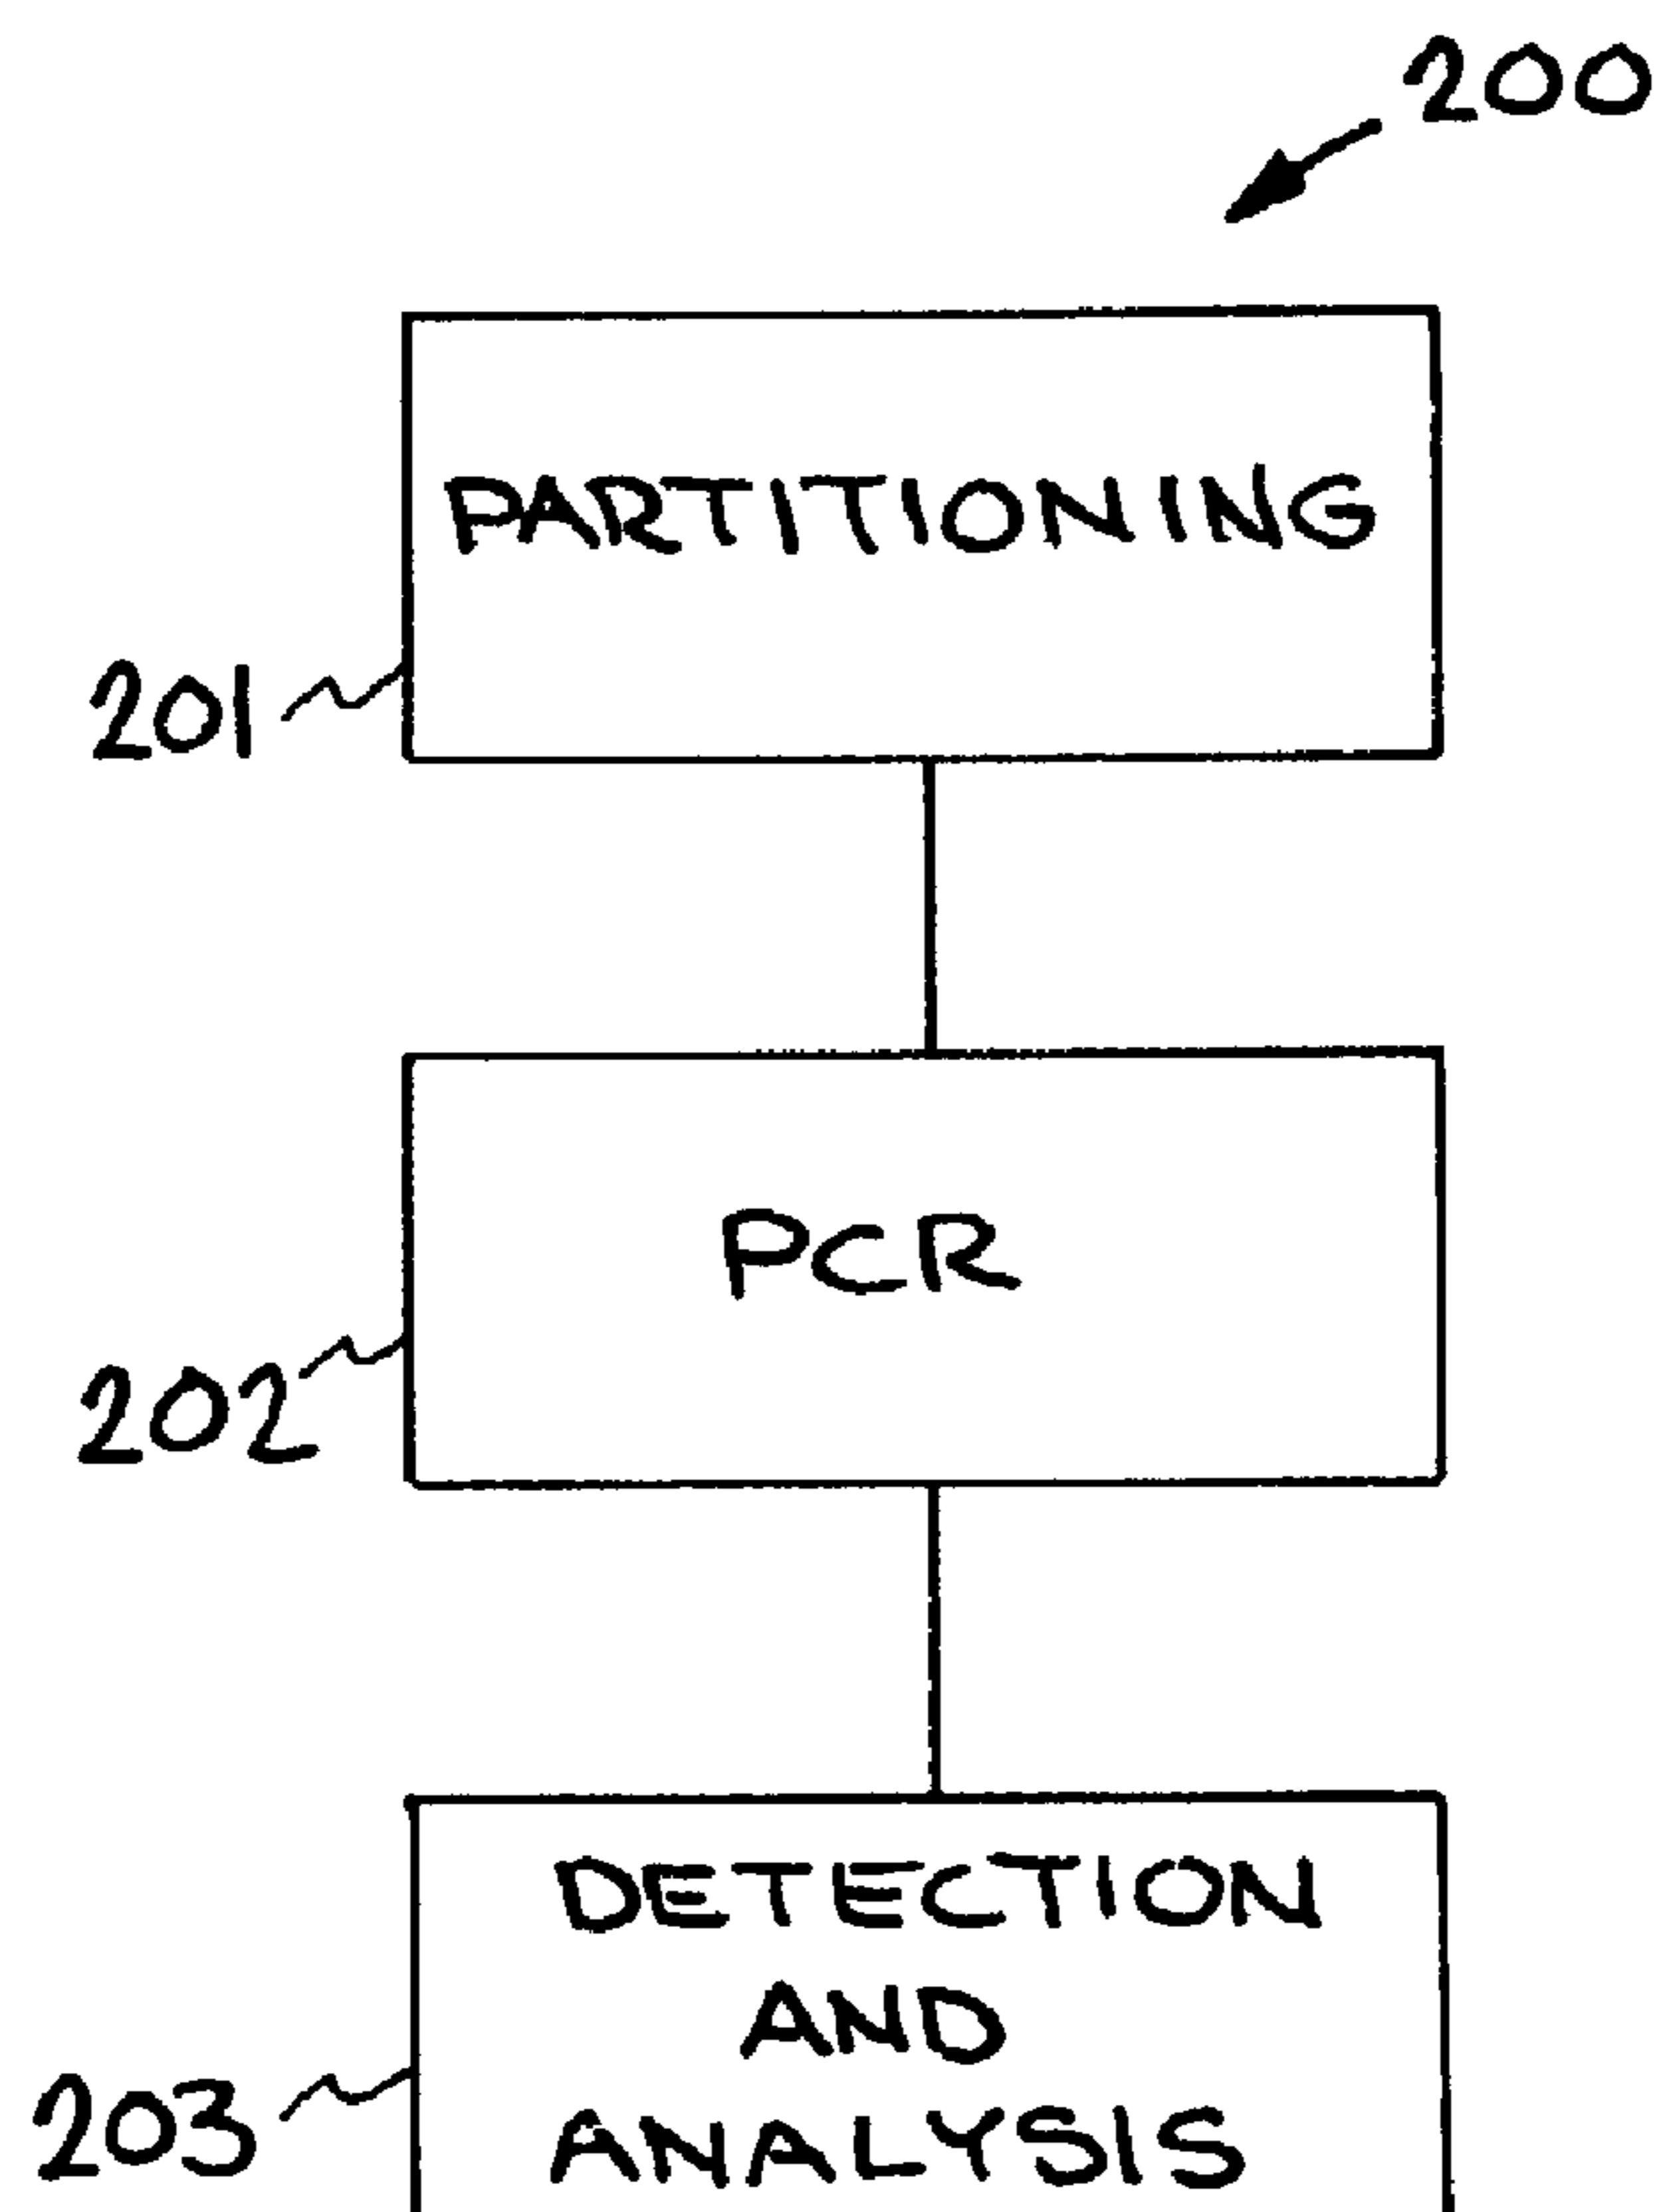 200
PARTITIONING
201
PCR
202
DETECTION
AND
203
ANALYSIS